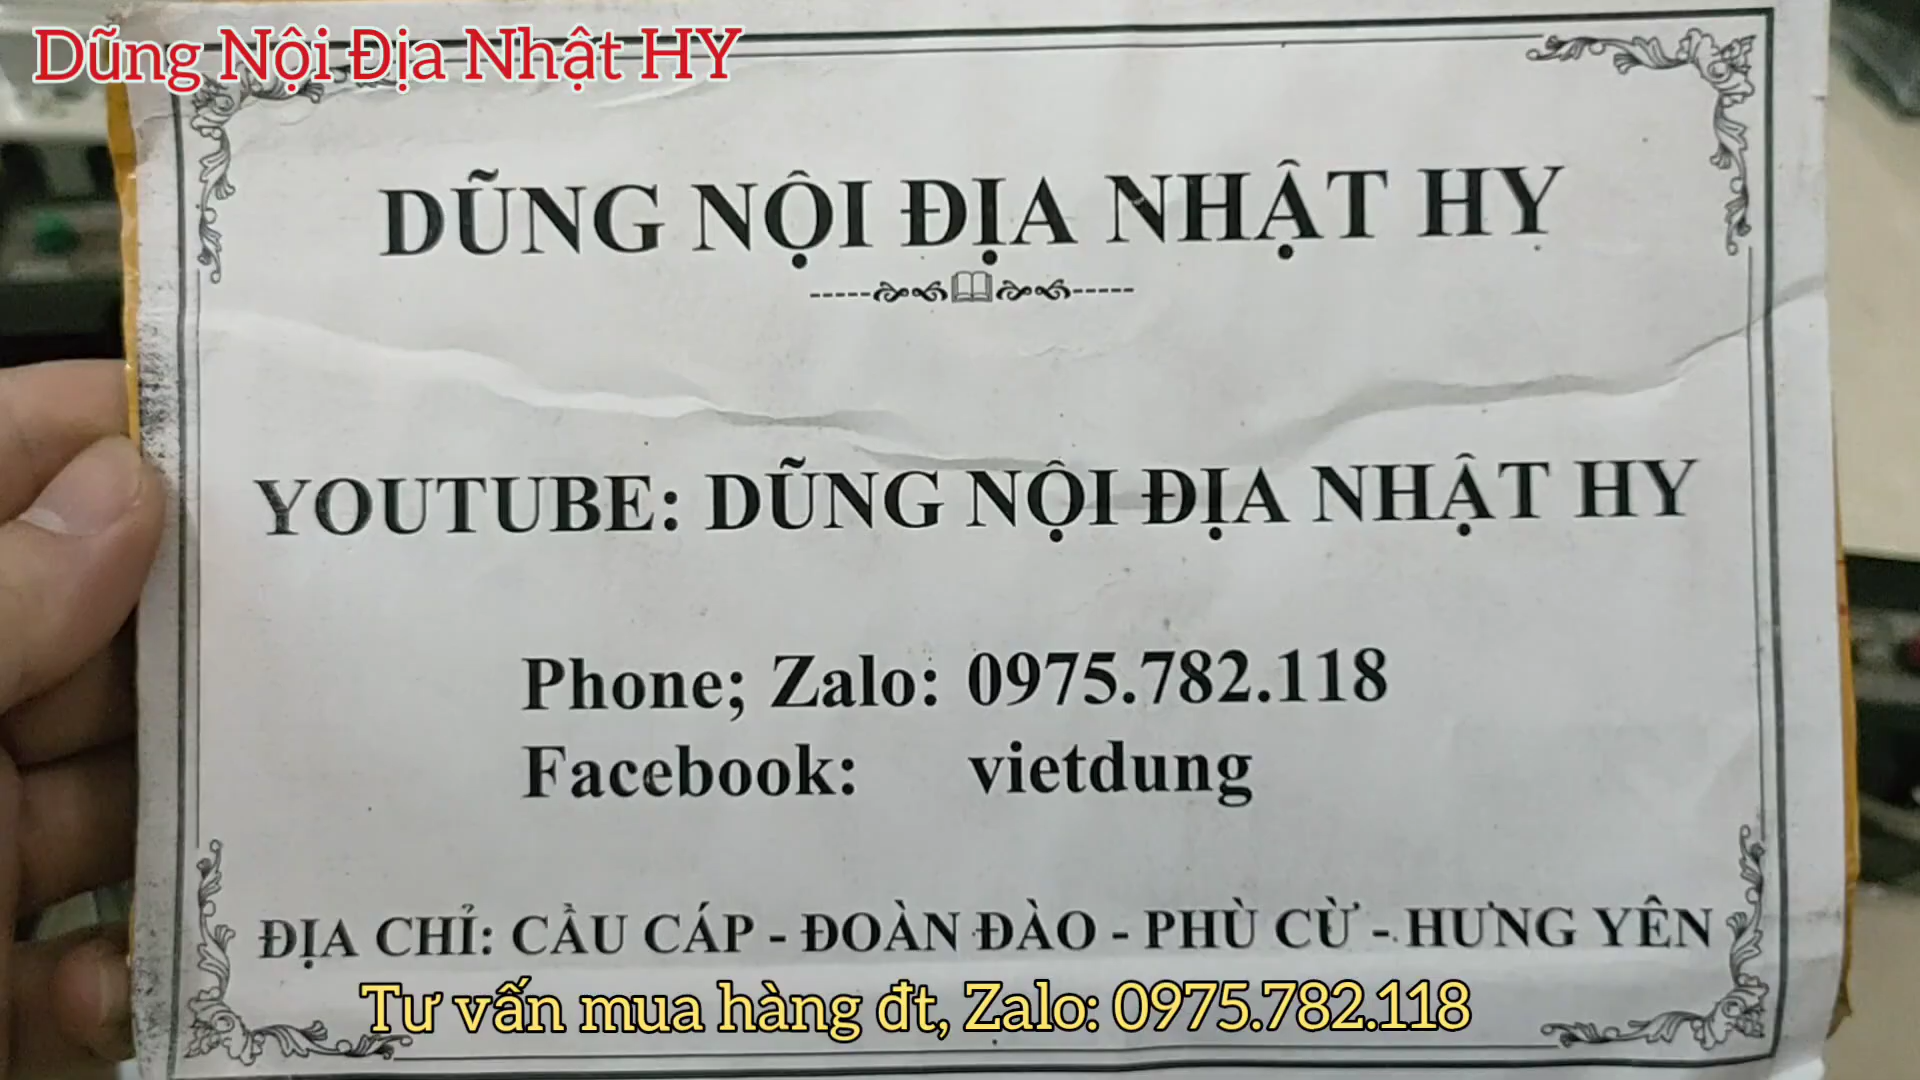 Dũng Nội Địa Nhật HY
DŨNG NỘI ĐỊA NHẬT HY
YOUTUBE: DŨNG NỘI ĐỊA NHẬT HY
Phone; Zalo: 0975.782.118
Facebook: vietdung
ĐỊA CHỈ: CẦU CÁP - ĐOÀN ĐÀO - PHÙ CỪ - HƯNG YÊN
Tư vấn mua hàng đt, Zalo: 0975.782.118